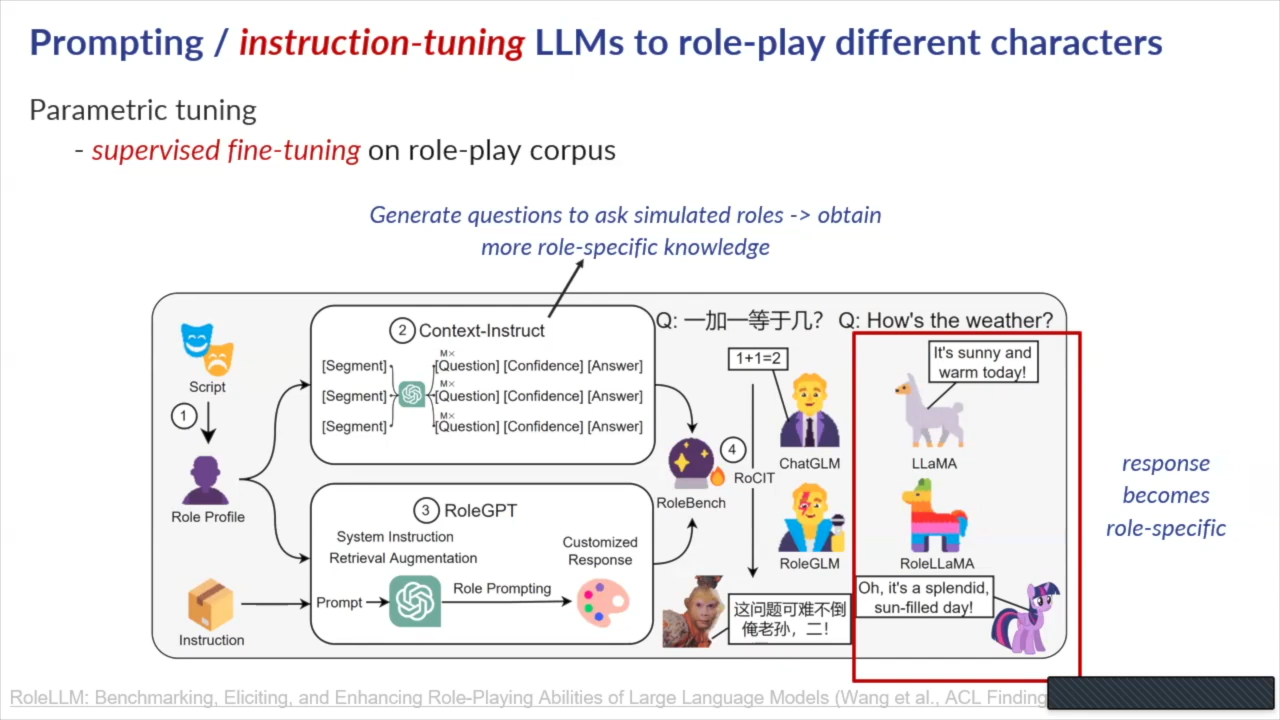 Prompting / instruction-tuning LLMs to role-play different characters
Parametric tuning
- supervised fine-tuning on role-play corpus
Generate questions to ask simulated roles -> obtain
more role-specific knowledge
Script
1
Role Profile
Instruction
2 Context-Instruct
M×
[Segment] [Question] [Confidence] [Answer]
M×
[Segment] [Question] [Confidence] [Answer]
M×
[Segment] [Question] [Confidence] [Answer]
3 RoleGPT
System Instruction
Retrieval Augmentation
Customized
Response
Prompt
Role Prompting
RoleBench
4
RoCIT
Q: 一加一等于几?
1+1=2
ChatGLM
RoleGLM
这问题可难不倒
俺老孙，二！
Q: How's the weather?
It's sunny and
warm today!
LLaMA
RoleLLaMA
Oh, it's a splendid,
sun-filled day!
response
becomes
role-specific
RoleLLM: Benchmarking, Eliciting, and Enhancing Role-Playing Abilities of Large Language Models (Wang et al., ACL Finding